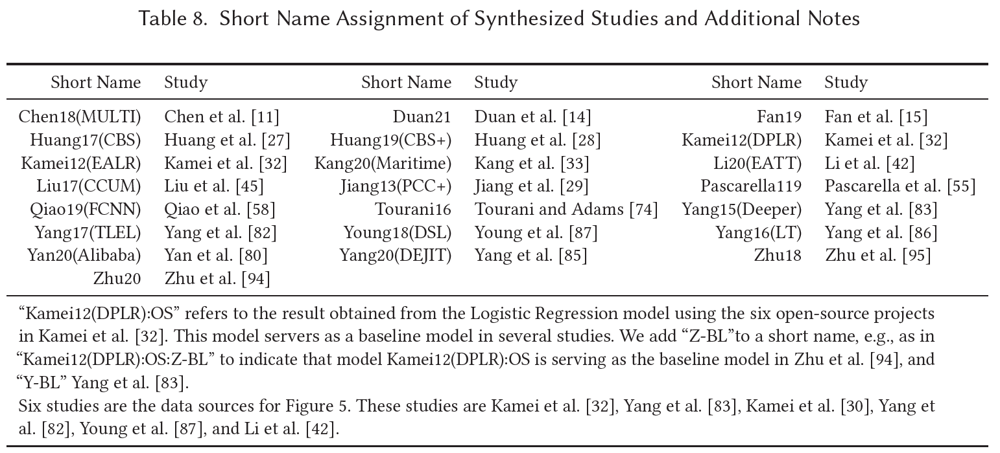 Table 8. Short Name Assignment of Synthesized Studies and Additional Notes
Short Name Study Short Name Study Short Name Study
Chen18(MULTI) Chen et al. [11] Duan21 Duan et al. [14] Fan19 Fan et al. [15]
Huang17(CBS) Huang et al. [27] Huang19(CBS+) Huang et al. [28] Kamei12(DPLR) Kamei et al. [32]
Kamei12(EALR) Kamei et al. [32] Kang20(Maritime) Kang et al. [33] Li20(EATT) Li et al. [42]
Liu17(CCUM) Liu et al. [45] Jiang13(PCC+) Jiang et al. [29] Pascarella119 Pascarella et al. [55]
Qiao19(FCNN) Qiao et al. [58] Tourani16 Tourani and Adams [74] Yang15(Deeper) Yang et al. [83]
Yang17(TLEL) Yang et al. [82] Young18(DSL) Young et al. [87] Yang16(LT) Yang et al. [86]
Yan20(Alibaba) Yan et al. [80] Yang20(DEJIT) Yang et al. [85] Zhu18 Zhu et al. [95]
Zhu20 Zhu et al. [94]
“Kamei12(DPLR):OS” refers to the result obtained from the Logistic Regression model using the six open-source projects
in Kamei et al. [32]. This model servers as a baseline model in several studies. We add “Z-BL”to a short name, e.g., as in
“Kamei12(DPLR):OS:Z-BL” to indicate that model Kamei12(DPLR):OS is serving as the baseline model in Zhu et al. [94], and
“Y-BL” Yang et al. [83].
Six studies are the data sources for Figure 5. These studies are Kamei et al. [32], Yang et al. [83], Kamei et al. [30], Yang et
al. [82], Young et al. [87], and Li et al. [42].